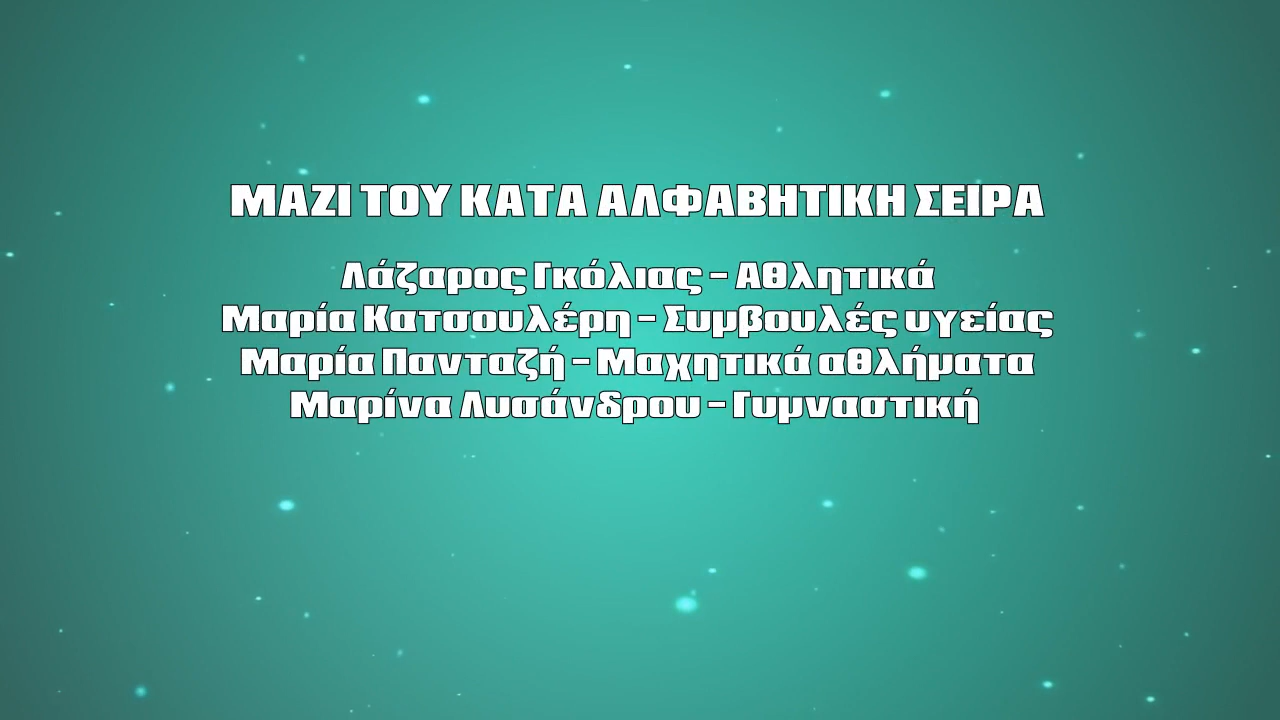 ΜΑΖΙ ΤΟΥ ΚΑΤΑ ΑΛΦΑΒΗΤΙΚΗ ΣΕΙΡΑ
Λάζαρος Γκόλιας - Αθλητικά
Μαρία Κατσουλέρη - Συμβουλές υγείας
Μαρία Πανταζή - Μαχητικά αθλήματα
Μαρίνα Λυσάνδρου - Γυμναστική